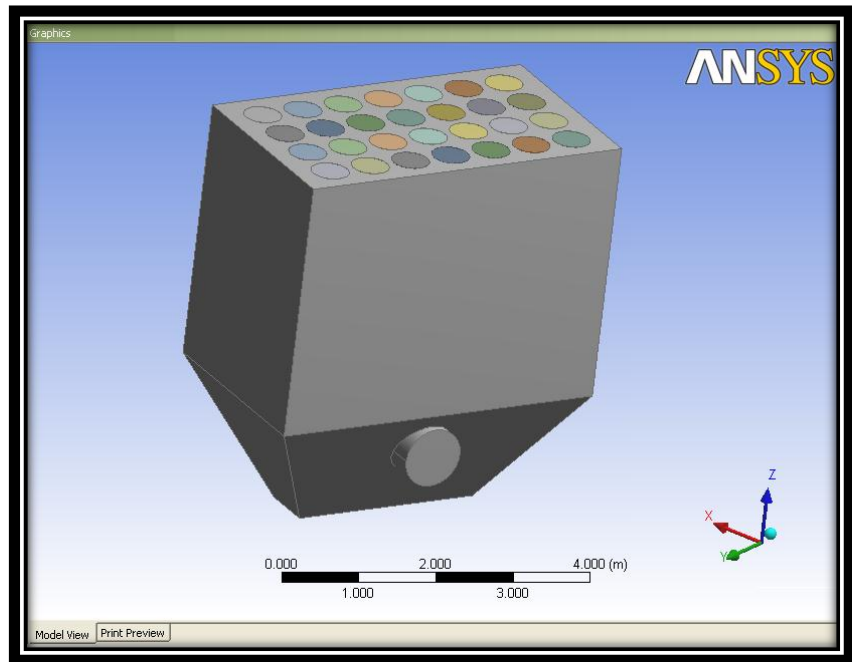 Graphics
ANSYS
Z
X
Y
0.000 2.000 4.000 (m)
1.000 3.000
Model View Print Preview